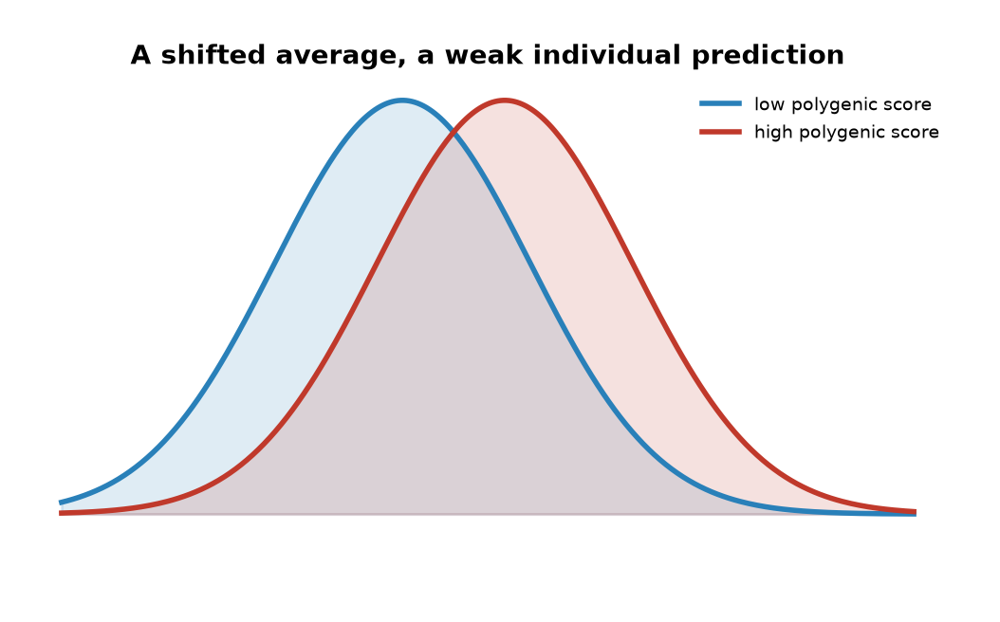 A shifted average, a weak individual prediction
low polygenic score
high polygenic score